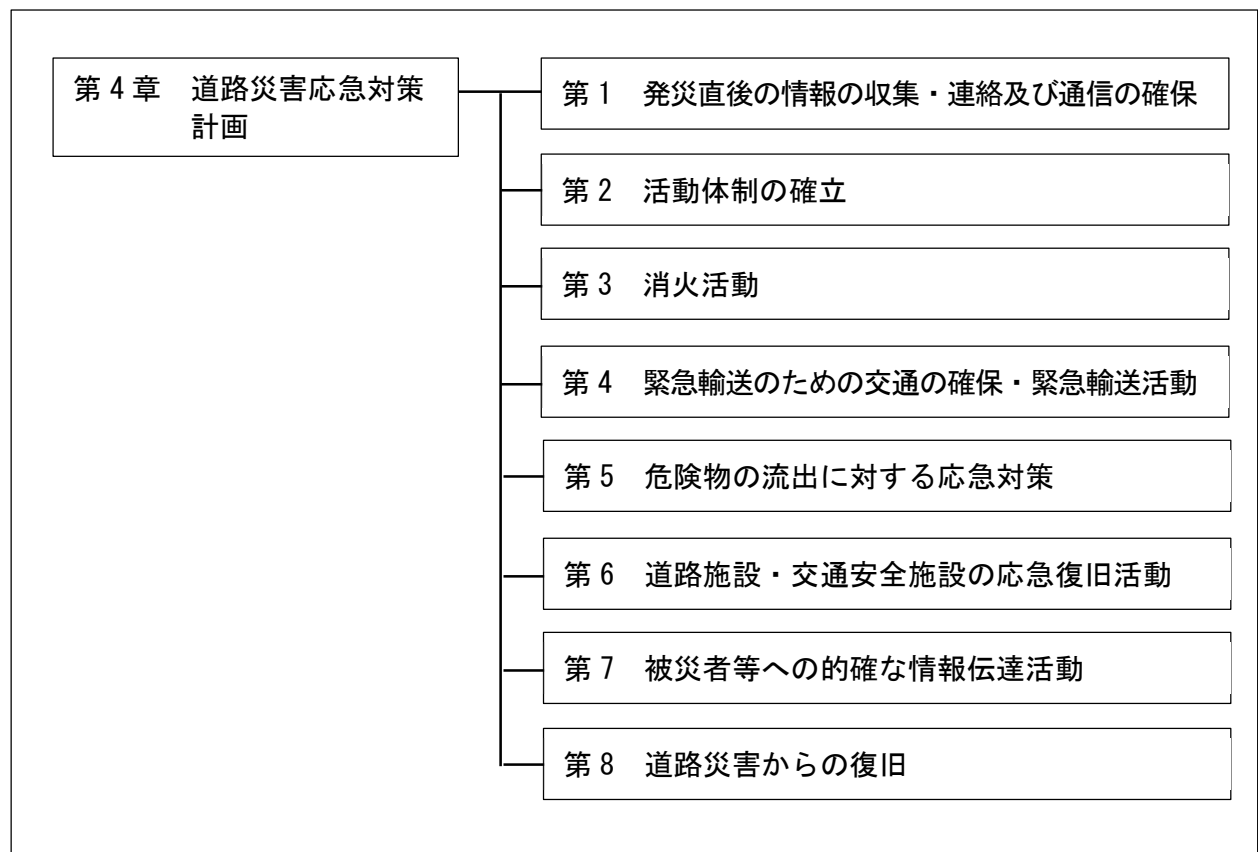 第4章 道路災害応急対策
計画
第1 発災直後の情報の収集・連絡及び通信の確保
第2 活動体制の確立
第3 消火活動
第4 緊急輸送のための交通の確保・緊急輸送活動
第5 危険物の流出に対する応急対策
第6 道路施設・交通安全施設の応急復旧活動
第7 被災者等への的確な情報伝達活動
第8 道路災害からの復旧